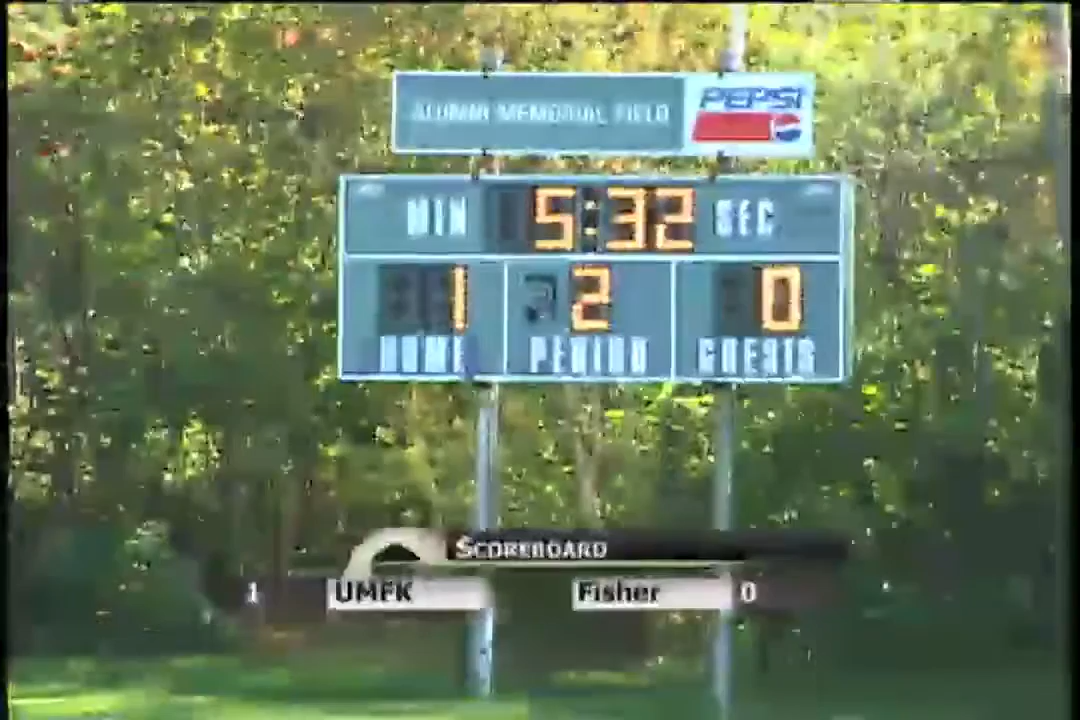 ALUMNI MEMORIAL FIELD
PEPSI
MIN 5:32 SEC
1 2 0
HOME PERIOD GUESTS
SCOREBOARD
1 UMFK Fisher 0